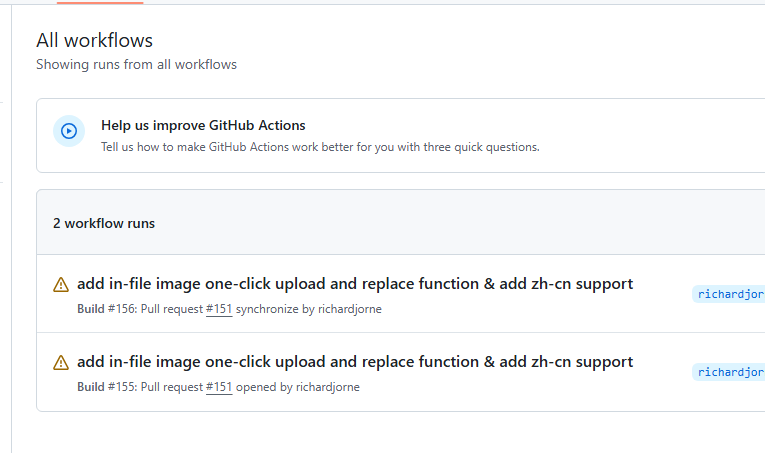 All workflows
Showing runs from all workflows
Help us improve GitHub Actions
Tell us how to make GitHub Actions work better for you with three quick questions.
2 workflow runs
add in-file image one-click upload and replace function & add zh-cn support
richardjor
Build #156: Pull request #151 synchronize by richardjorne
add in-file image one-click upload and replace function & add zh-cn support
richardjor
Build #155: Pull request #151 opened by richardjorne